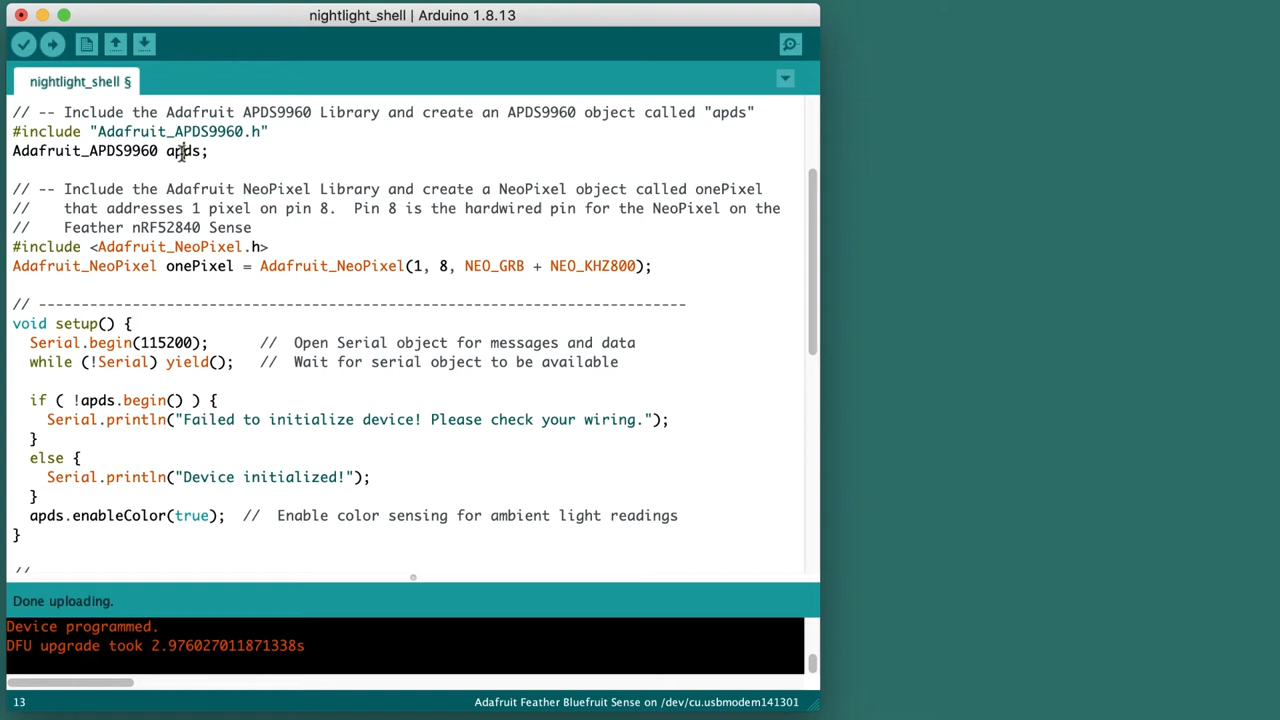 nightlight_shell | Arduino 1.8.13
nightlight_shell §
// -- Include the Adafruit APDS9960 Library and create an APDS9960 object called "apds"
#include "Adafruit_APDS9960.h"
Adafruit_APDS9960 apds;
// -- Include the Adafruit NeoPixel Library and create a NeoPixel object called onePixel
//    that addresses 1 pixel on pin 8.  Pin 8 is the hardwired pin for the NeoPixel on the
//    Feather nRF52840 Sense
#include <Adafruit_NeoPixel.h>
Adafruit_NeoPixel onePixel = Adafruit_NeoPixel(1, 8, NEO_GRB + NEO_KHZ800);
// ----------------------------------------------------------------------------
void setup() {
  Serial.begin(115200);      //  Open Serial object for messages and data
  while (!Serial) yield();   //  Wait for serial object to be available
  if ( !apds.begin() ) {
    Serial.println("Failed to initialize device! Please check your wiring.");
  }
  else {
    Serial.println("Device initialized!");
  }
  apds.enableColor(true);  //  Enable color sensing for ambient light readings
}
//
Done uploading.
Device programmed.
DFU upgrade took 2.976027011871338s
13
Adafruit Feather Bluefruit Sense on /dev/cu.usbmodem141301